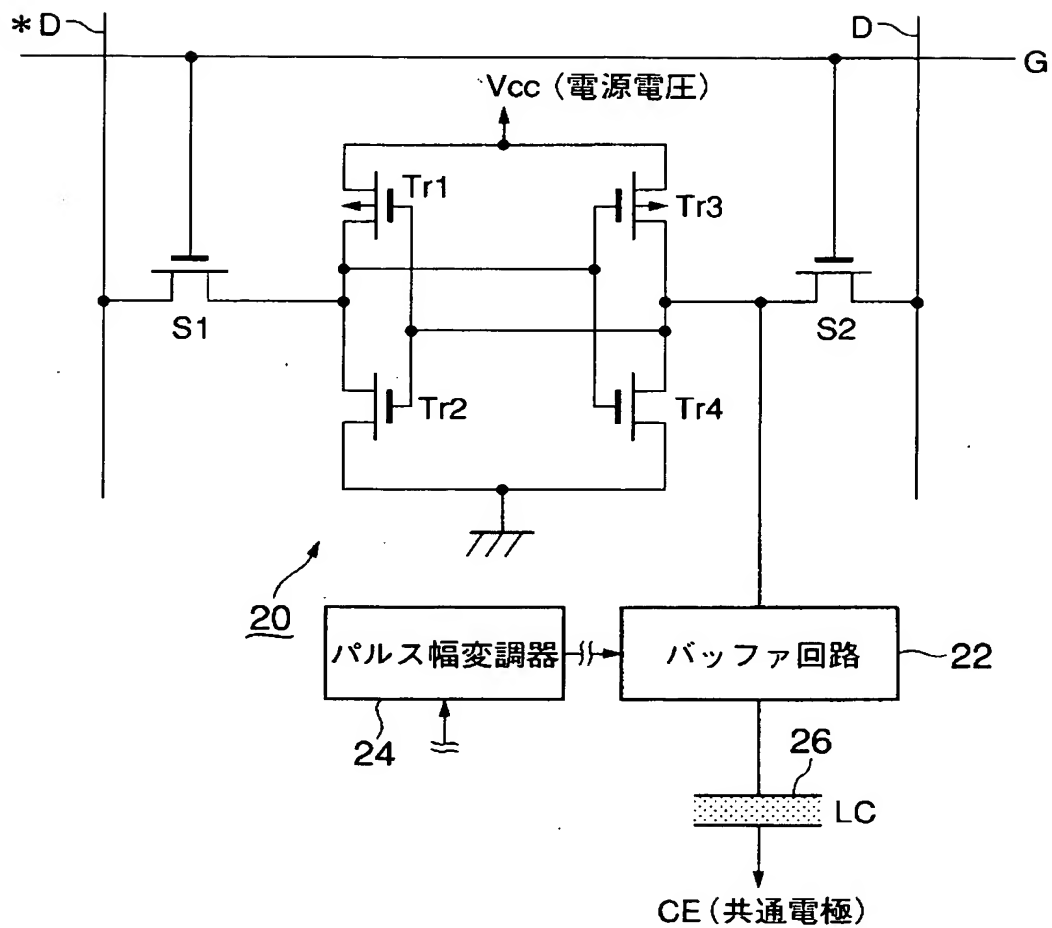 *D
D
G
Vcc (電源電圧)
Tr1
Tr3
S1
S2
Tr2
Tr4
20
パルス幅変調器
バッファ回路
22
24
26
LC
CE (共通電極)